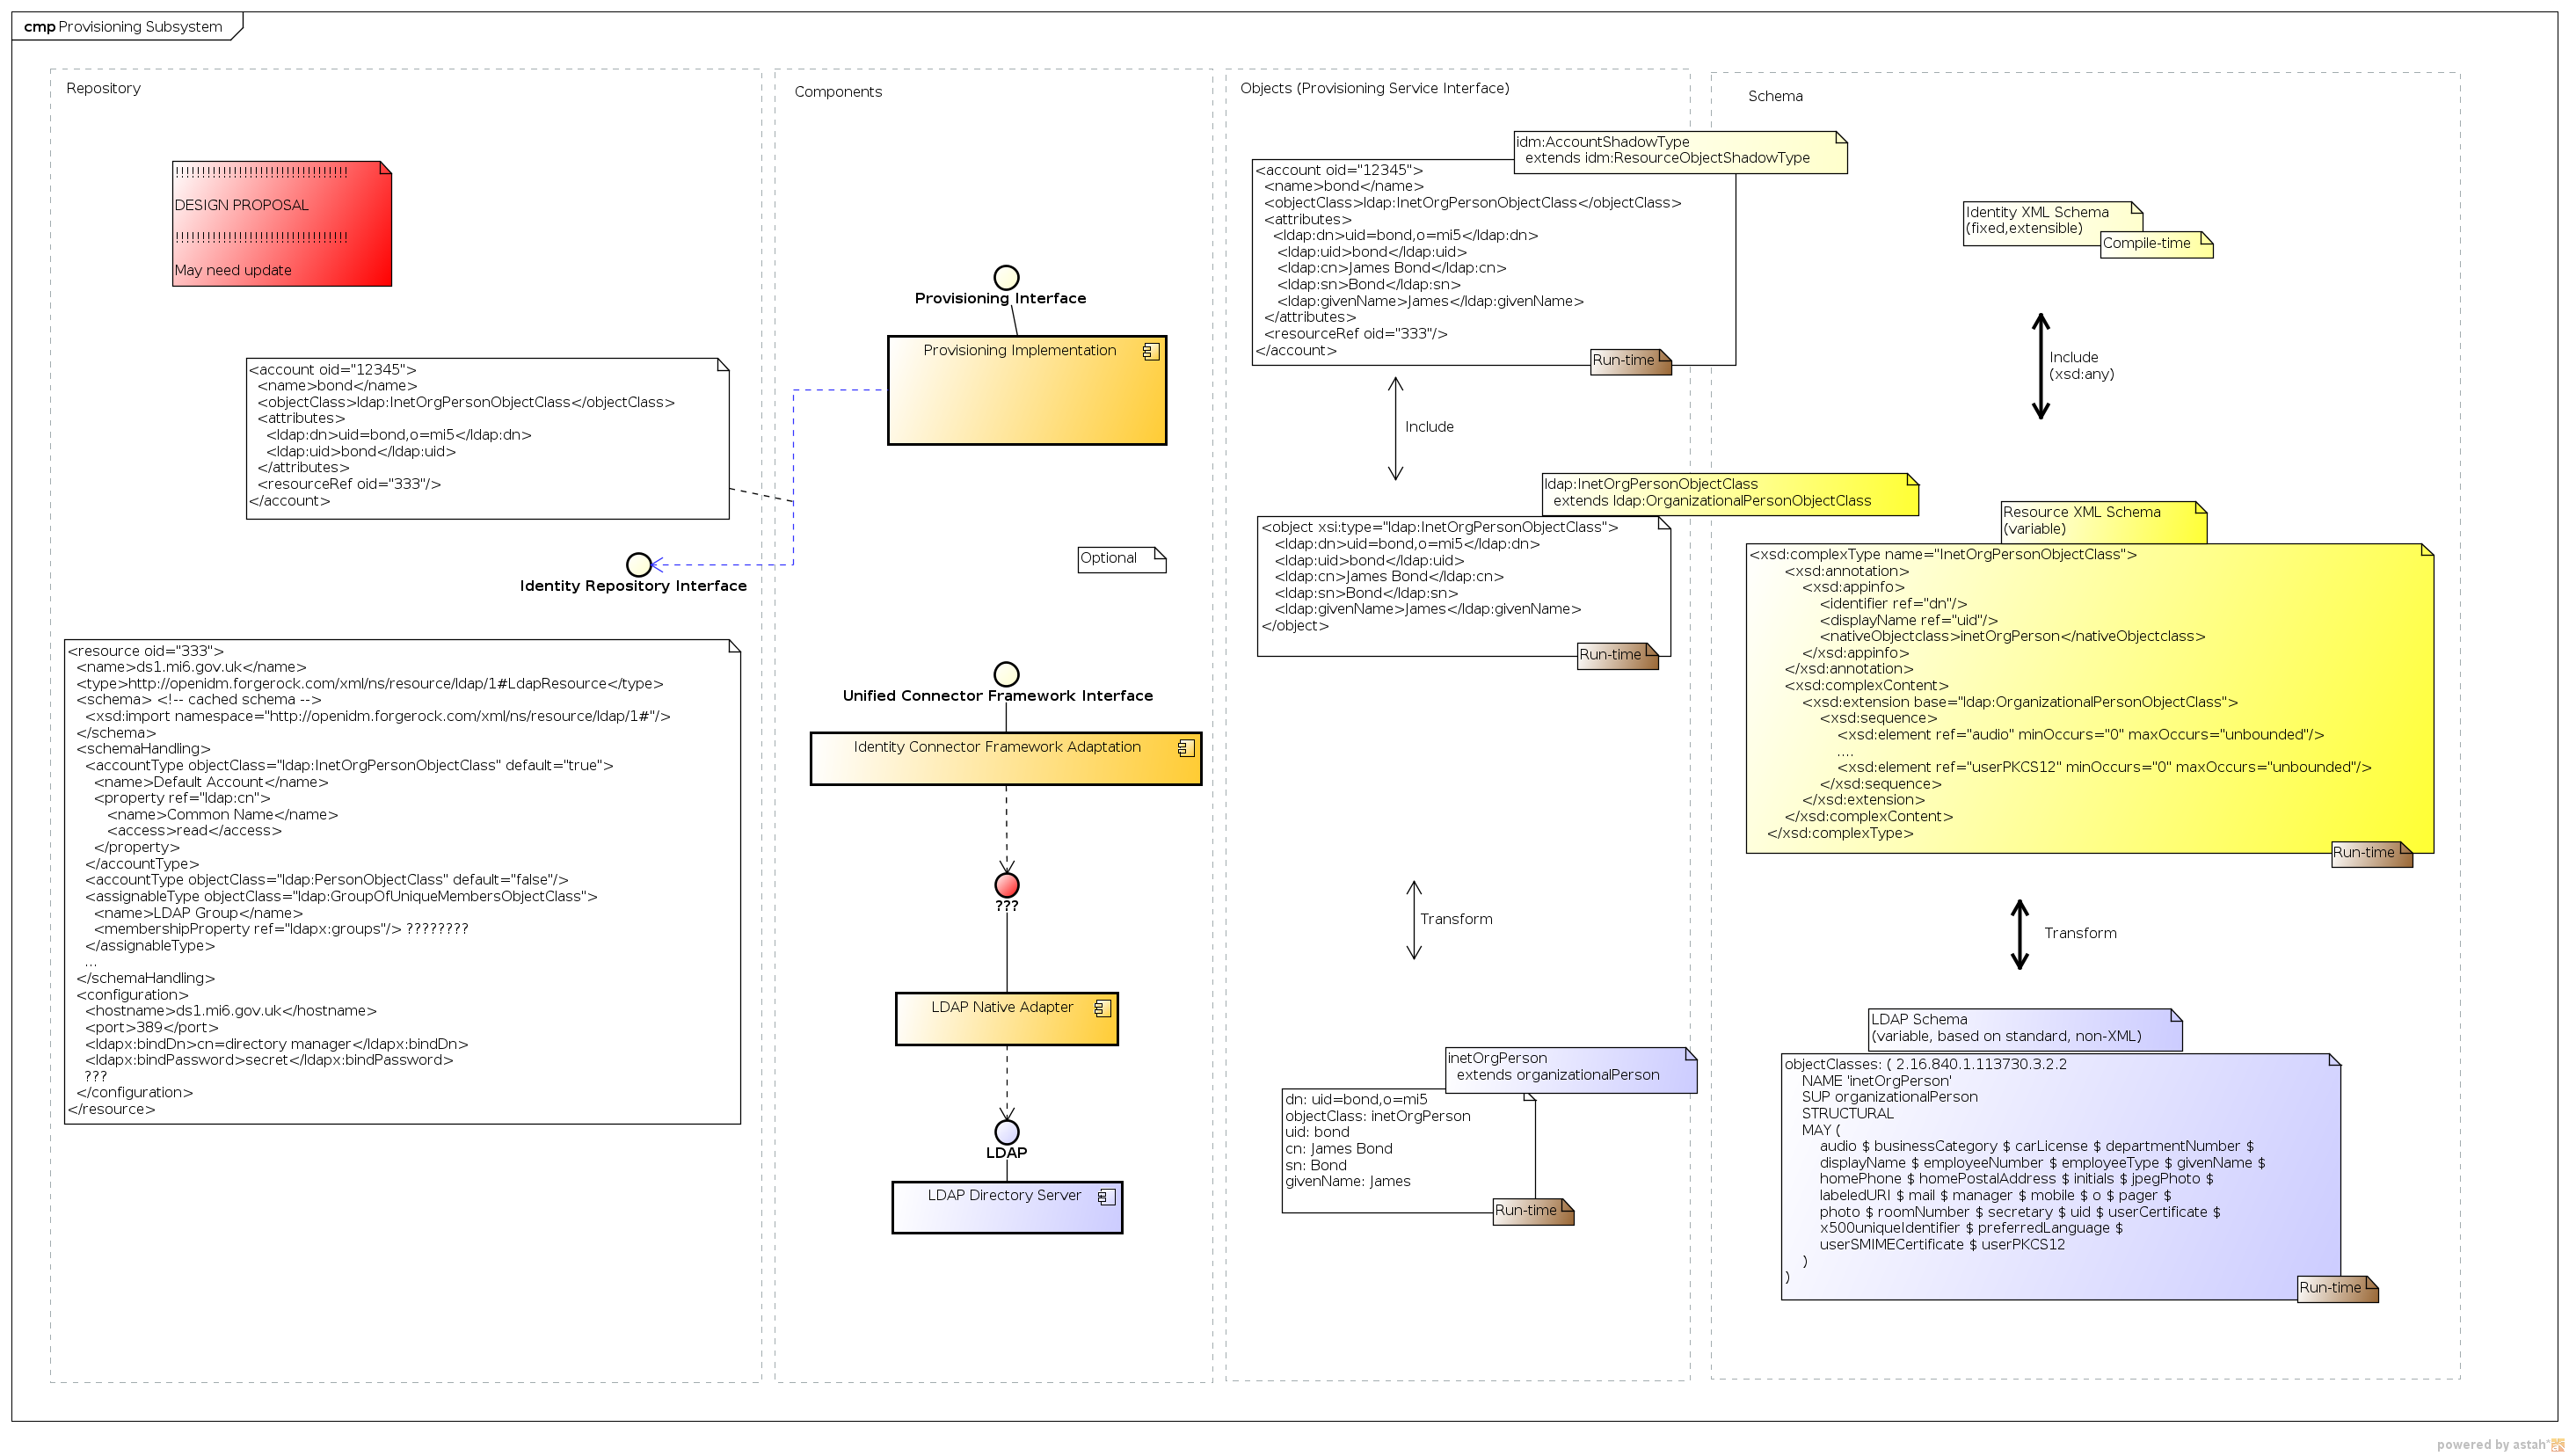 cmp Provisioning Subsystem
Repository
!!!!!!!!!!!!!!!!!!!!!!!!!!!!!!!!!
DESIGN PROPOSAL
!!!!!!!!!!!!!!!!!!!!!!!!!!!!!!!!!
May need update
<account oid="12345">
<name>bond</name>
<objectClass>ldap:InetOrgPersonObjectClass</objectClass>
<attributes>
<ldap:dn>uid=bond,o=mi5</ldap:dn>
<ldap:uid>bond</ldap:uid>
</attributes>
<resourceRef oid="333"/>
</account>
Identity Repository Interface
<resource oid="333">
<name>ds1.mi6.gov.uk</name>
<type>http://openidm.forgerock.com/xml/ns/resource/ldap/1#LdapResource</type>
<schema> <!-- cached schema -->
<xsd:import namespace="http://openidm.forgerock.com/xml/ns/resource/ldap/1#"/>
</schema>
<schemaHandling>
<accountType objectClass="ldap:InetOrgPersonObjectClass" default="true">
<name>Default Account</name>
<property ref="ldap:cn">
<name>Common Name</name>
<access>read</access>
</property>
</accountType>
<accountType objectClass="ldap:PersonObjectClass" default="false"/>
<assignableType objectClass="ldap:GroupOfUniqueMembersObjectClass">
<name>LDAP Group</name>
<membershipProperty ref="ldapx:groups"/> ????????
</assignableType>
...
</schemaHandling>
<configuration>
<hostname>ds1.mi6.gov.uk</hostname>
<port>389</port>
<ldapx:bindDn>cn=directory manager</ldapx:bindDn>
<ldapx:bindPassword>secret</ldapx:bindPassword>
???
</configuration>
</resource>
Components
Provisioning Interface
Provisioning Implementation
Optional
Unified Connector Framework Interface
Identity Connector Framework Adaptation
???
LDAP Native Adapter
LDAP
LDAP Directory Server
Objects (Provisioning Service Interface)
idm:AccountShadowType
extends idm:ResourceObjectShadowType
<account oid="12345">
<name>bond</name>
<objectClass>ldap:InetOrgPersonObjectClass</objectClass>
<attributes>
<ldap:dn>uid=bond,o=mi5</ldap:dn>
<ldap:uid>bond</ldap:uid>
<ldap:cn>James Bond</ldap:cn>
<ldap:sn>Bond</ldap:sn>
<ldap:givenName>James</ldap:givenName>
</attributes>
<resourceRef oid="333"/>
</account>
Run-time
Include
ldap:InetOrgPersonObjectClass
extends ldap:OrganizationalPersonObjectClass
<object xsi:type="ldap:InetOrgPersonObjectClass">
<ldap:dn>uid=bond,o=mi5</ldap:dn>
<ldap:uid>bond</ldap:uid>
<ldap:cn>James Bond</ldap:cn>
<ldap:sn>Bond</ldap:sn>
<ldap:givenName>James</ldap:givenName>
</object>
Run-time
Transform
inetOrgPerson
extends organizationalPerson
dn: uid=bond,o=mi5
objectClass: inetOrgPerson
uid: bond
cn: James Bond
sn: Bond
givenName: James
Run-time
Schema
Identity XML Schema
(fixed,extensible)
Compile-time
Include
(xsd:any)
Resource XML Schema
(variable)
<xsd:complexType name="InetOrgPersonObjectClass">
<xsd:annotation>
<xsd:appinfo>
<identifier ref="dn"/>
<displayName ref="uid"/>
<nativeObjectclass>inetOrgPerson</nativeObjectclass>
</xsd:appinfo>
</xsd:annotation>
<xsd:complexContent>
<xsd:extension base="ldap:OrganizationalPersonObjectClass">
<xsd:sequence>
<xsd:element ref="audio" minOccurs="0" maxOccurs="unbounded"/>
....
<xsd:element ref="userPKCS12" minOccurs="0" maxOccurs="unbounded"/>
</xsd:sequence>
</xsd:extension>
</xsd:complexContent>
</xsd:complexType>
Run-time
Transform
LDAP Schema
(variable, based on standard, non-XML)
objectClasses: ( 2.16.840.1.113730.3.2.2
NAME 'inetOrgPerson'
SUP organizationalPerson
STRUCTURAL
MAY (
audio $ businessCategory $ carLicense $ departmentNumber $
displayName $ employeeNumber $ employeeType $ givenName $
homePhone $ homePostalAddress $ initials $ jpegPhoto $
labeledURI $ mail $ manager $ mobile $ o $ pager $
photo $ roomNumber $ secretary $ uid $ userCertificate $
x500uniqueIdentifier $ preferredLanguage $
userSMIMECertificate $ userPKCS12
)
)
Run-time
powered by astah*